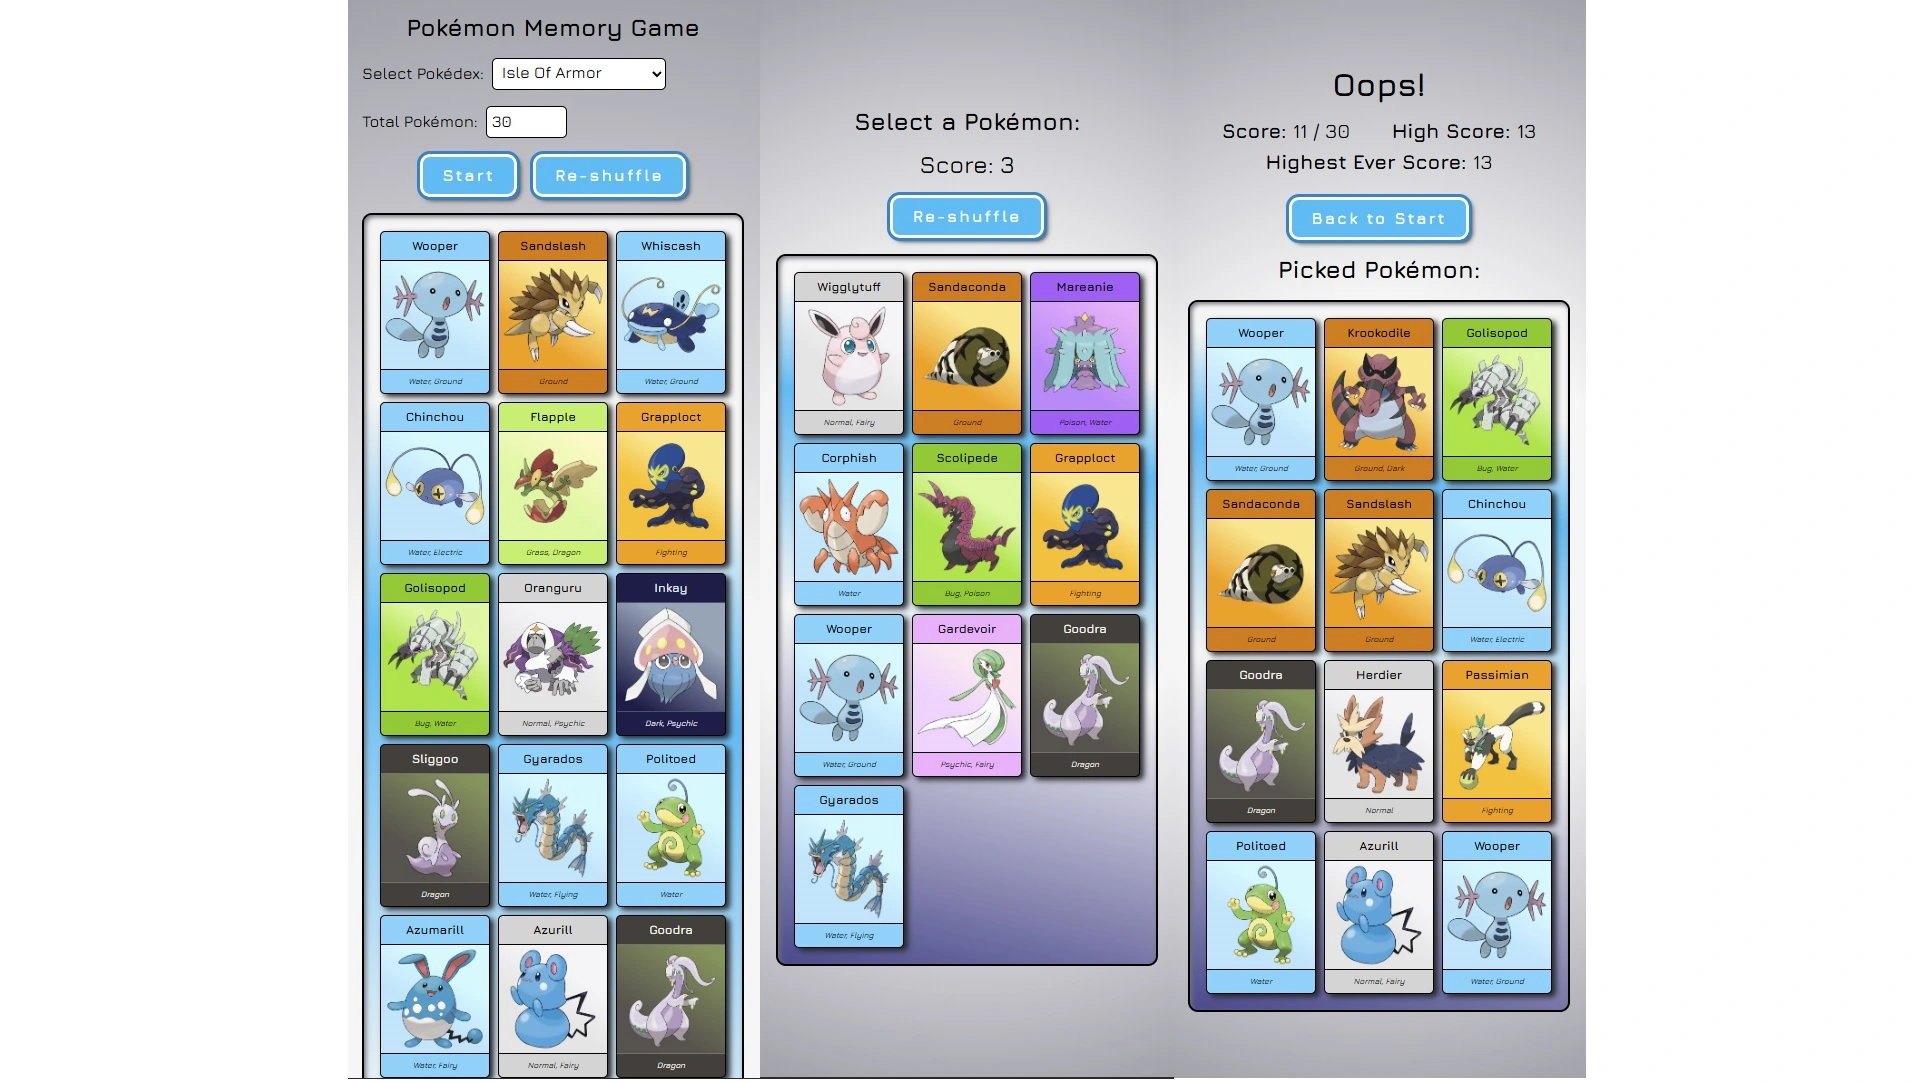 Pokémon Memory Game
Select Pokédex: Isle Of Armor
Total Pokémon: 30
Start Re-shuffle
Wooper Sandslash Whiscash
Water, Ground Ground Water, Ground
Chinchou Flapple Grapploct
Water, Electric Grass, Dragon Fighting
Golisopod Oranguru Inkay
Bug, Water Normal, Psychic Dark, Psychic
Sliggoo Gyarados Politoed
Dragon Water, Flying Water
Azumarill Azurill Goodra
Water, Fairy Normal, Fairy Dragon
Select a Pokémon:
Score: 3
Re-shuffle
Wigglytuff Sandaconda Mareanie
Normal, Fairy Ground Poison, Water
Corphish Scolipede Grapploct
Water Bug, Poison Fighting
Wooper Gardevoir Goodra
Water, Ground Psychic, Fairy Dragon
Gyarados
Water, Flying
Oops!
Score: 11 / 30 High Score: 13
Highest Ever Score: 13
Back to Start
Picked Pokémon:
Wooper Krookodile Golisopod
Water, Ground Ground, Dark Bug, Water
Sandaconda Sandslash Chinchou
Ground Ground Water, Electric
Goodra Herdier Passimian
Dragon Normal Fighting
Politoed Azurill Wooper
Water Normal, Fairy Water, Ground